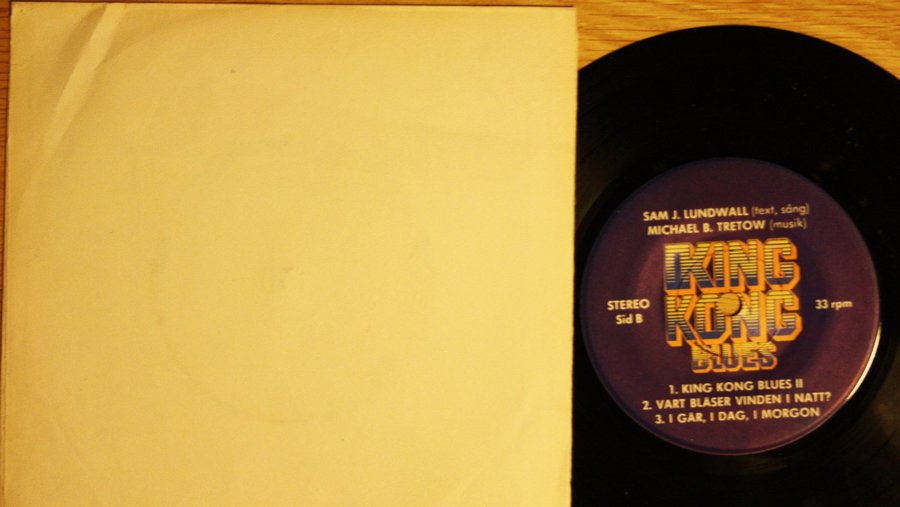 SAM J. LUNDWALL (text, sång)
MICHAEL B. TRETOW (musik)
KING
KONG
BLUES
STEREO
Sid B
33 rpm
1. KING KONG BLUES II
2. VART BLÅSER VINDEN I NATT?
3. I GÅR, I DAG, I MORGON